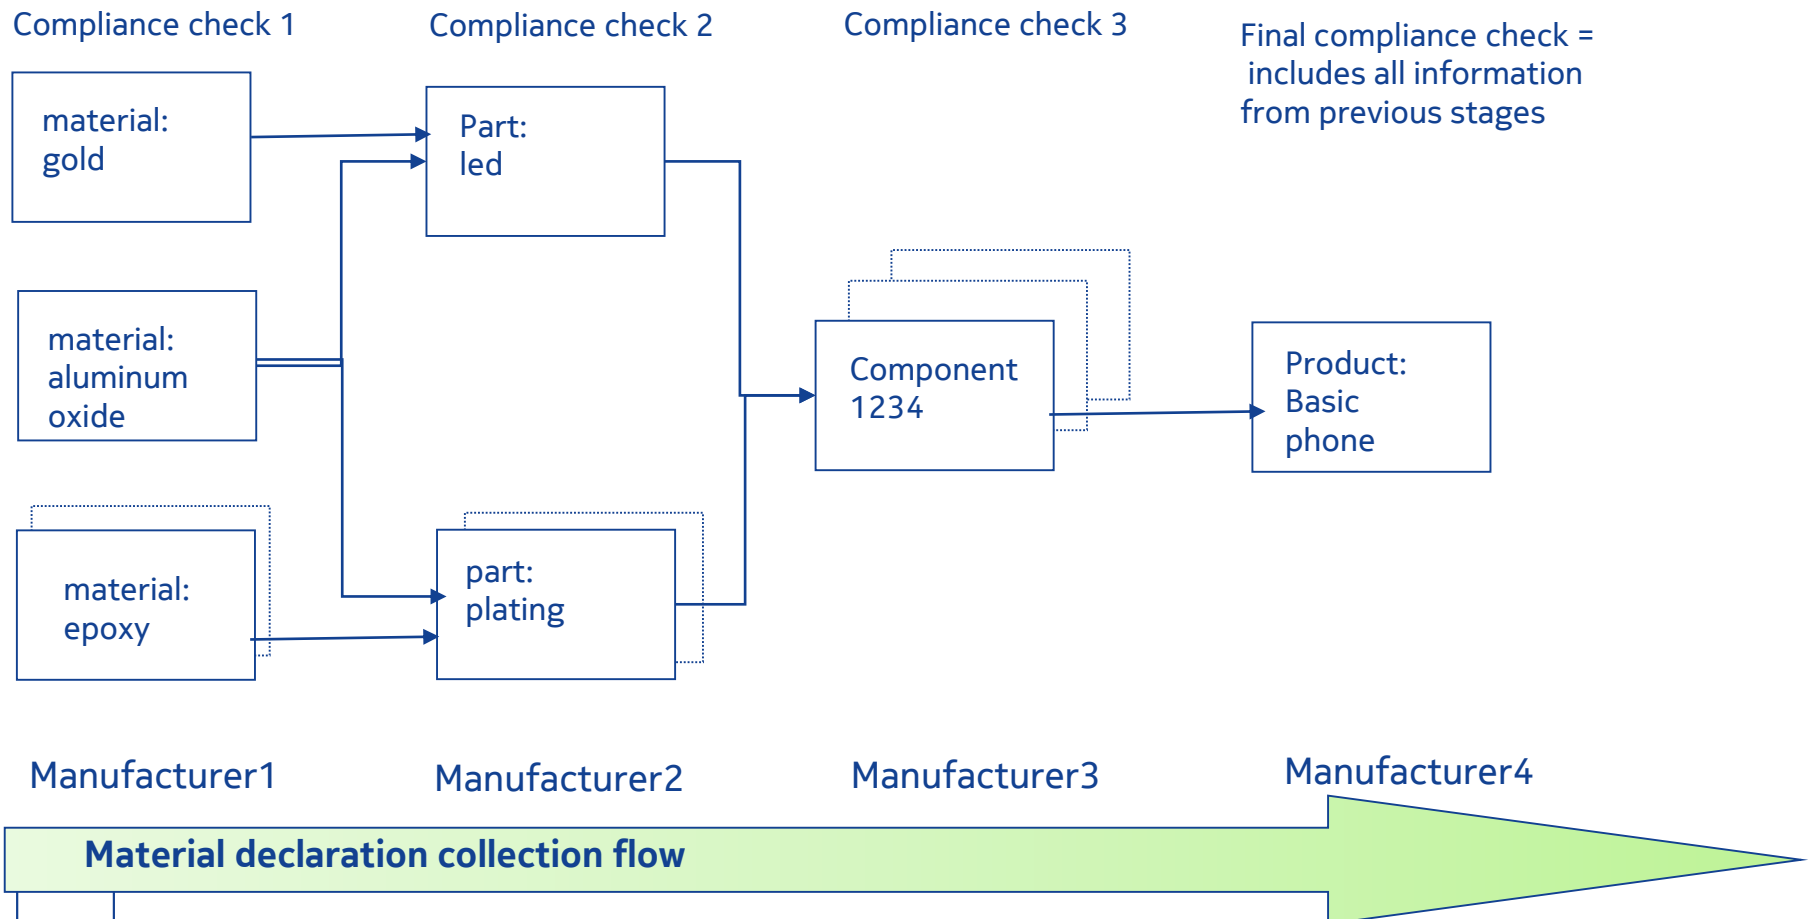 Compliance check 1
Compliance check 2
Compliance check 3
Final compliance check =
includes all information
from previous stages
material:
gold
Part:
led
material:
aluminum
oxide
Component
1234
Product:
Basic
phone
material:
epoxy
part:
plating
Manufacturer1
Manufacturer2
Manufacturer3
Manufacturer4
Material declaration collection flow